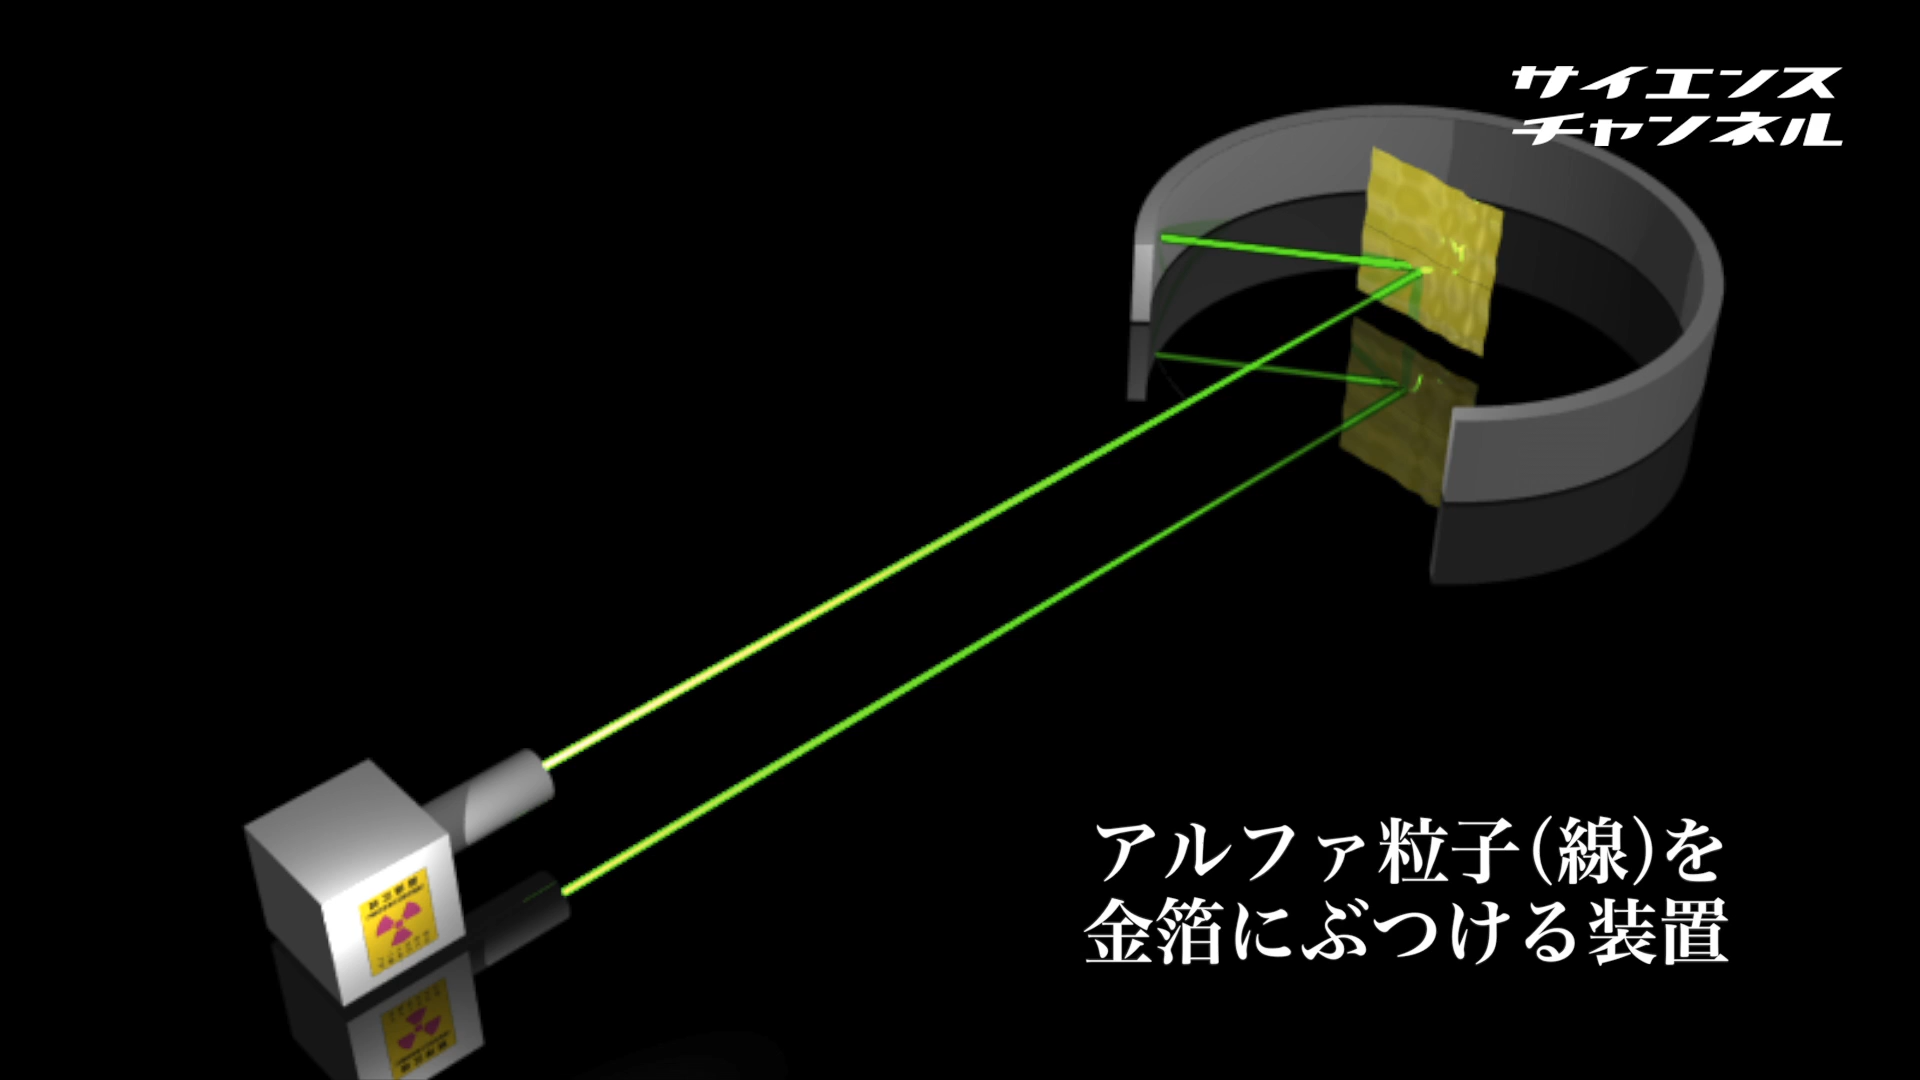 サイエンス
チャンネル
アルファ粒子(線)を
金箔にぶつける装置